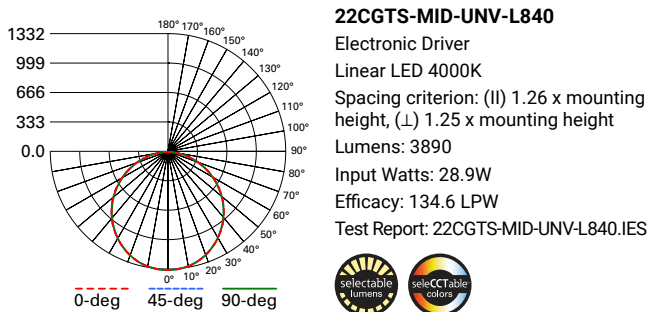 1332
999
666
333
0.0
180°
170°
160°
150°
140°
130°
120°
110°
100°
90°
80°
70°
60°
50°
40°
30°
20°
10°
0°
0-deg
45-deg
90-deg
22CGTS-MID-UNV-L840
Electronic Driver
Linear LED 4000K
Spacing criterion: (II) 1.26 x mounting
height, (⊥) 1.25 x mounting height
Lumens: 3890
Input Watts: 28.9W
Efficacy: 134.6 LPW
Test Report: 22CGTS-MID-UNV-L840.IES
selectable
lumens
seleCCTable
colors